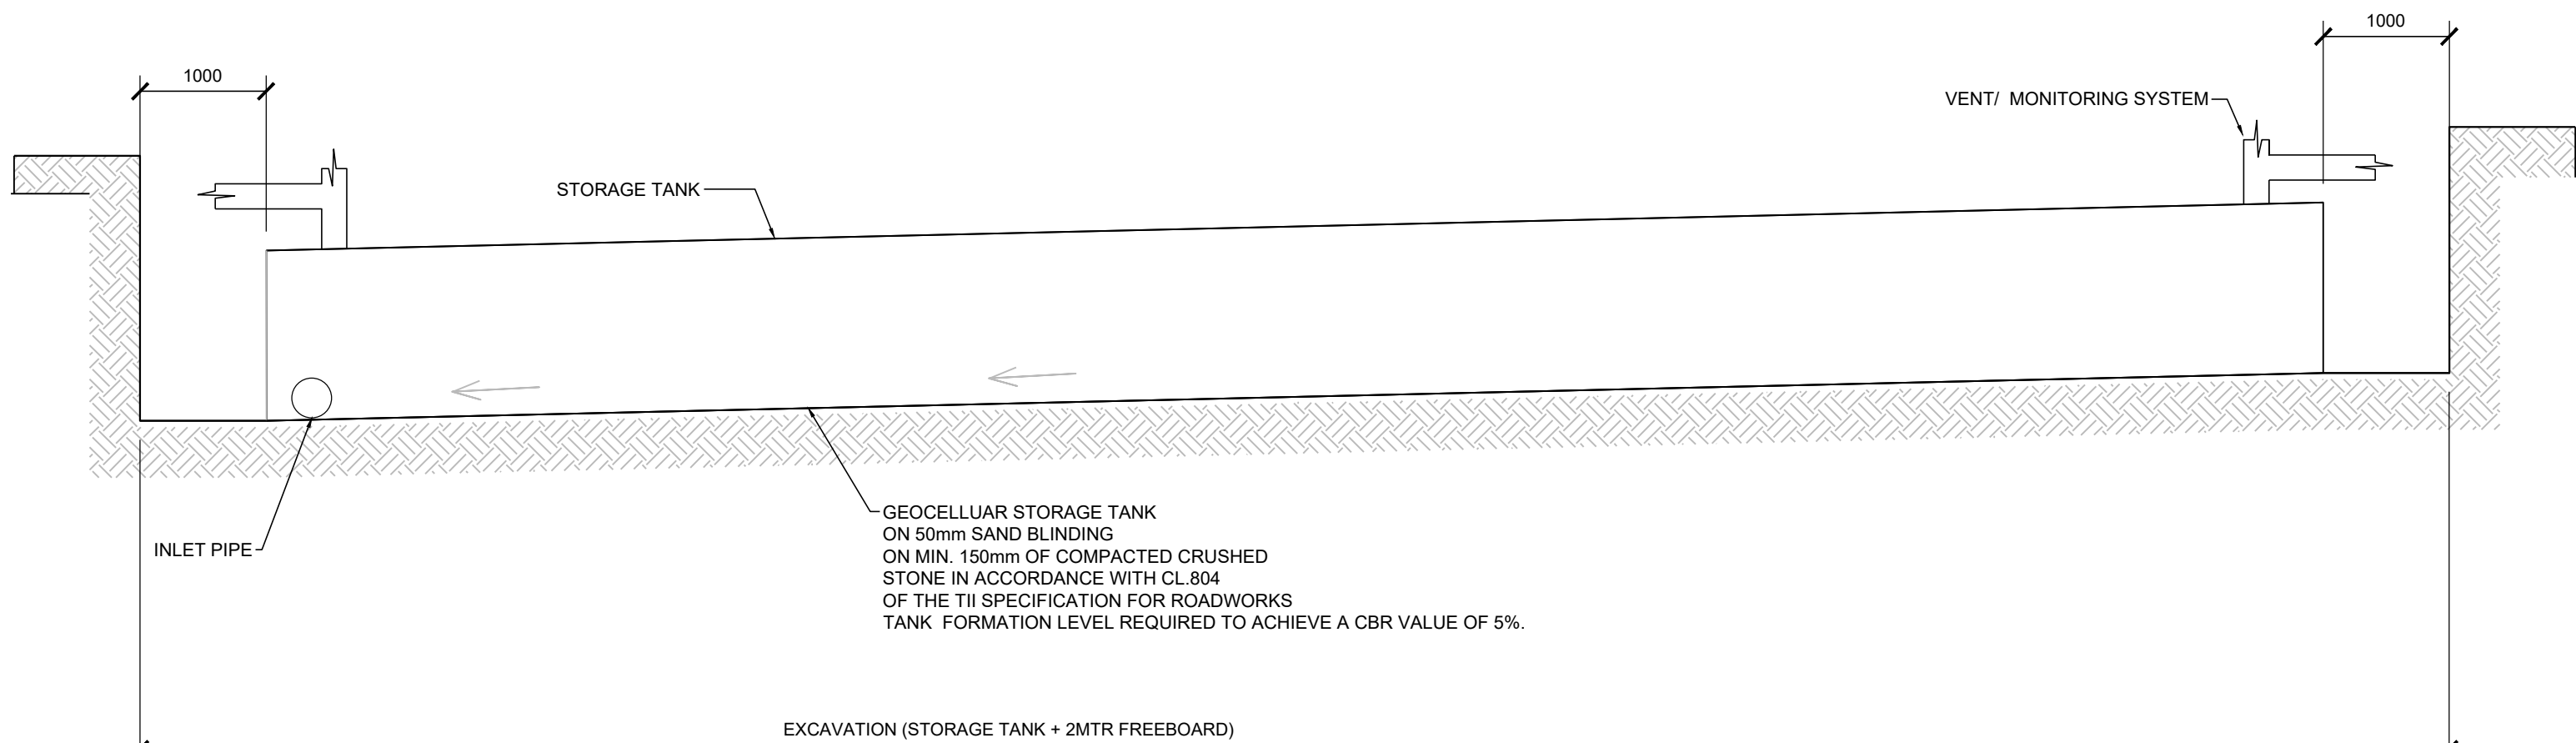 1000
1000
VENT/ MONITORING SYSTEM
STORAGE TANK
GEOCELLUAR STORAGE TANK
ON 50mm SAND BLINDING
INLET PIPE
ON MIN. 150mm OF COMPACTED CRUSHED
STONE IN ACCORDANCE WITH CL.804
OF THE TII SPECIFICATION FOR ROADWORKS
TANK FORMATION LEVEL REQUIRED TO ACHIEVE A CBR VALUE OF 5%.
EXCAVATION (STORAGE TANK + 2MTR FREEBOARD)